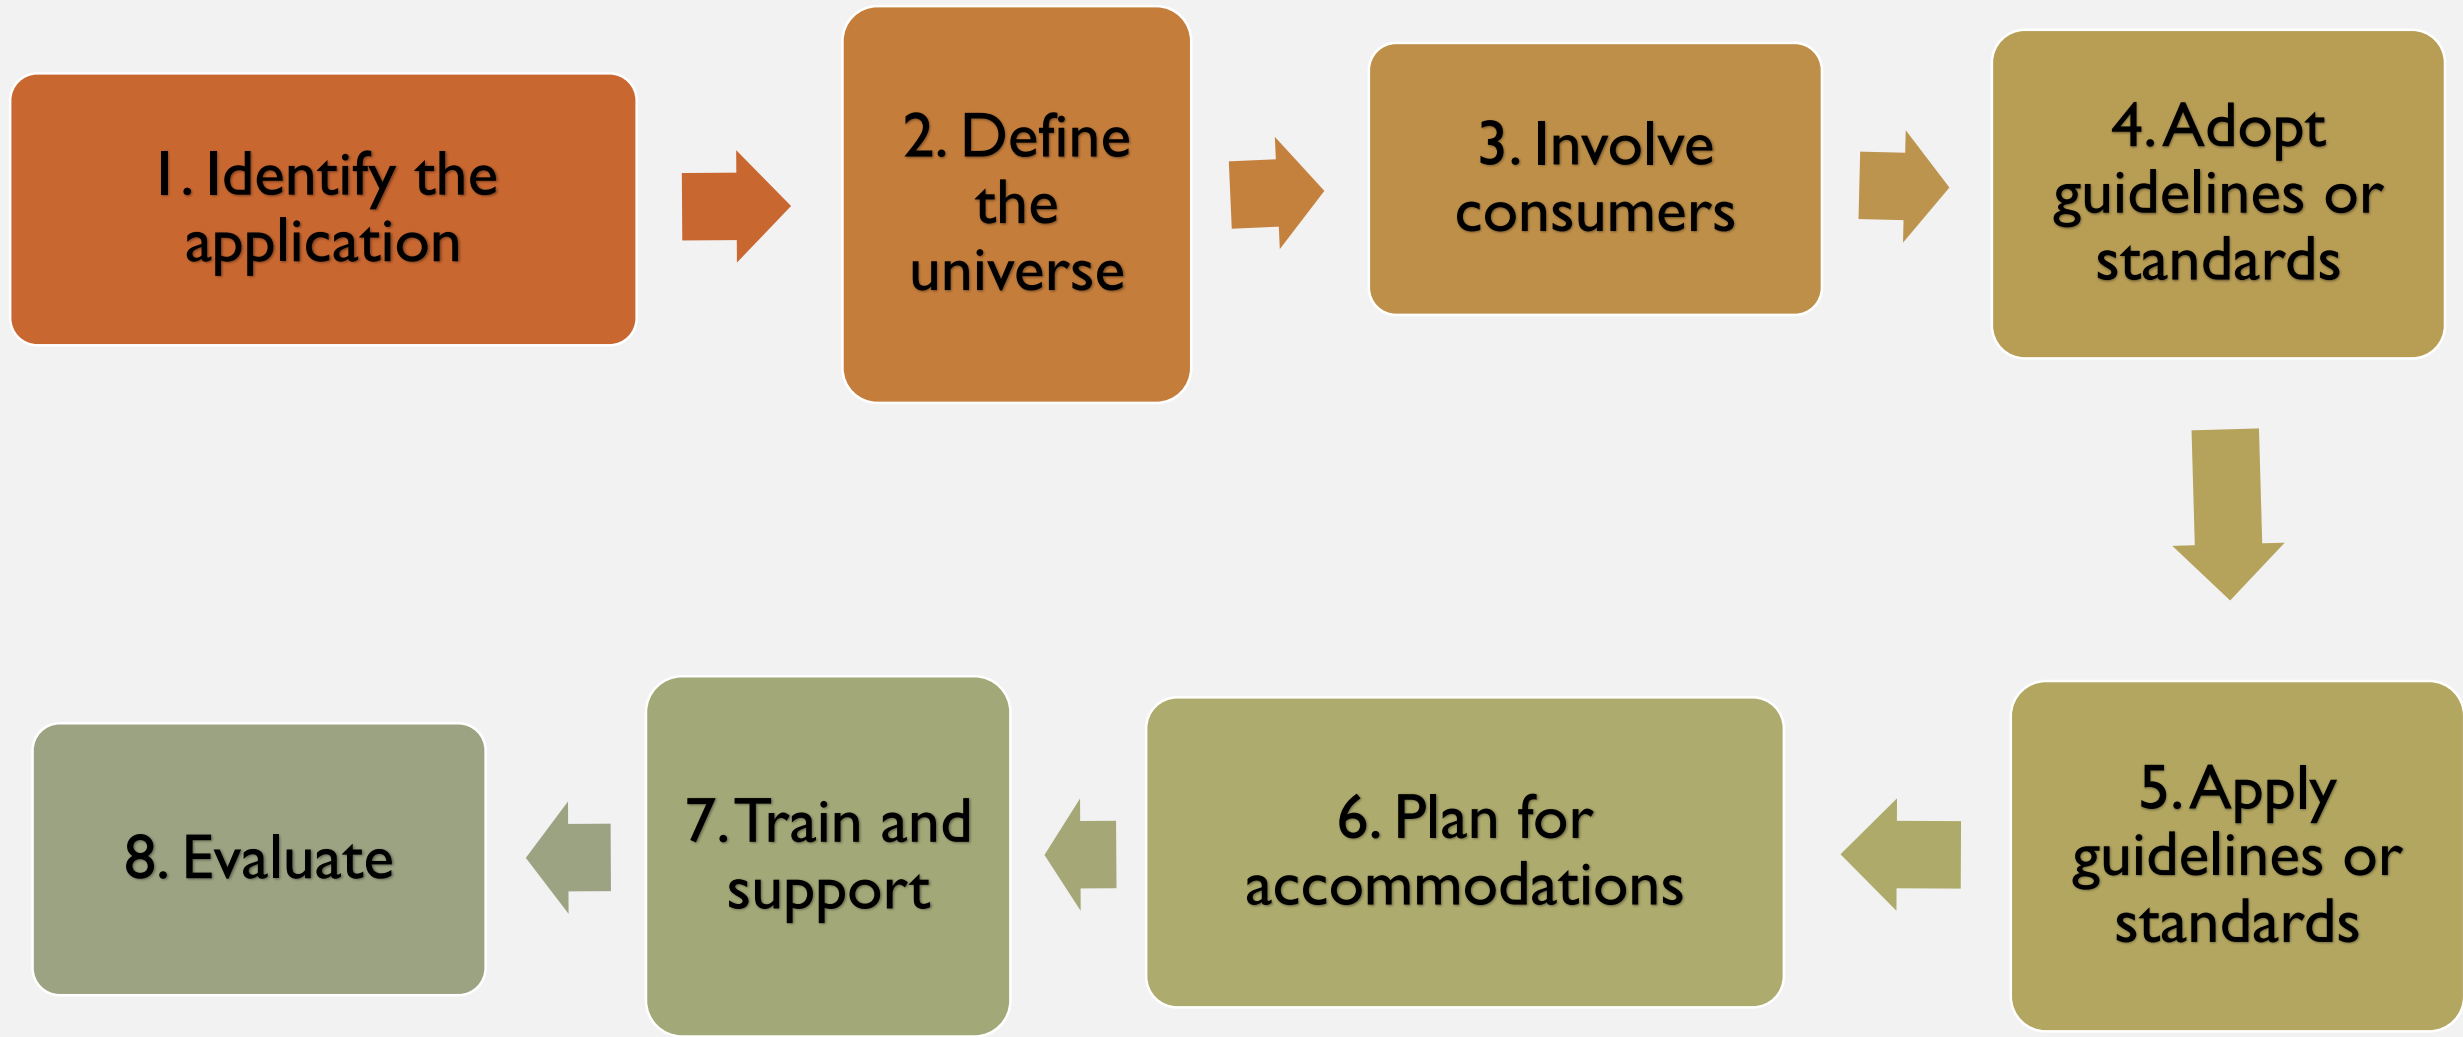 1. Identify the
application
2. Define
the
universe
3. Involve
consumers
4. Adopt
guidelines or
standards
5. Apply
guidelines or
standards
6. Plan for
accommodations
7. Train and
support
8. Evaluate